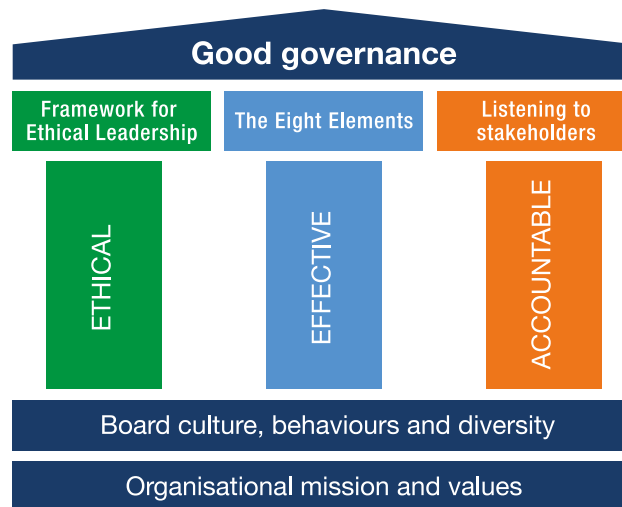 Good governance
Framework for
Ethical Leadership
The Eight Elements
Listening to
stakeholders
ETHICAL
EFFECTIVE
ACCOUNTABLE
Board culture, behaviours and diversity
Organisational mission and values